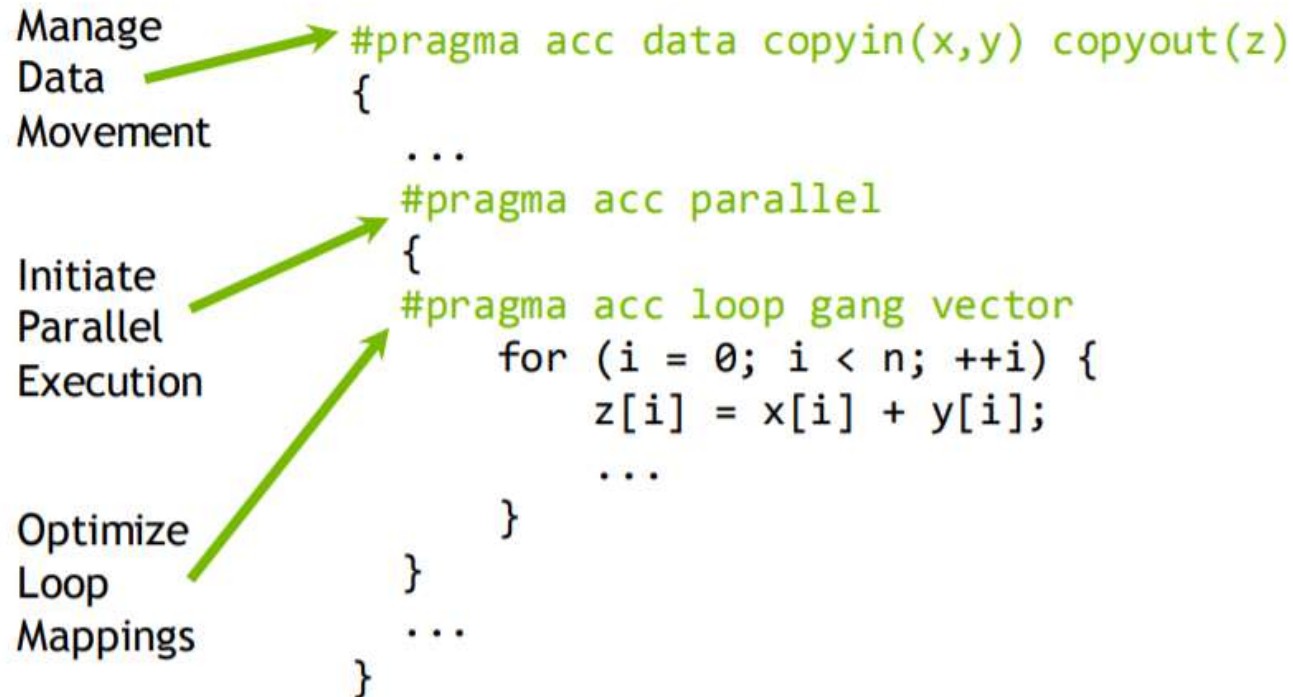 Manage
Data
Movement
#pragma acc data copyin(x,y) copyout(z)
{
...
#pragma acc parallel
{
Initiate
Parallel
Execution
#pragma acc loop gang vector
for (i = 0; i < n; ++i) {
z[i] = x[i] + y[i];
...
}
Optimize
Loop
Mappings
}
...
}